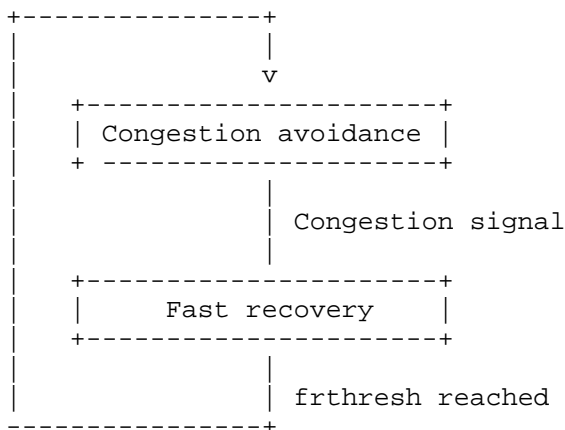 Congestion avoidance
Congestion signal
Fast recovery
frthresh reached